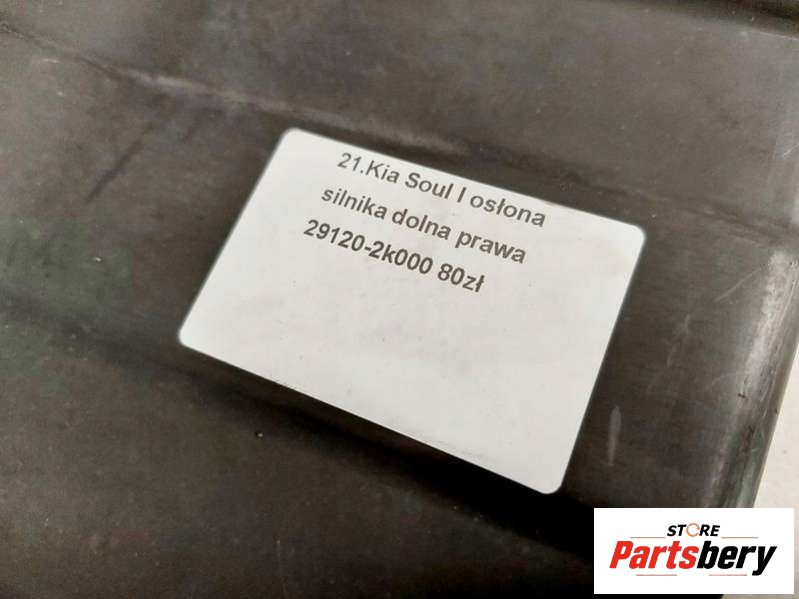 21.Kia Soul I osłona
silnika dolna prawa
29120-2k000 80zł
STORE
Partsbery